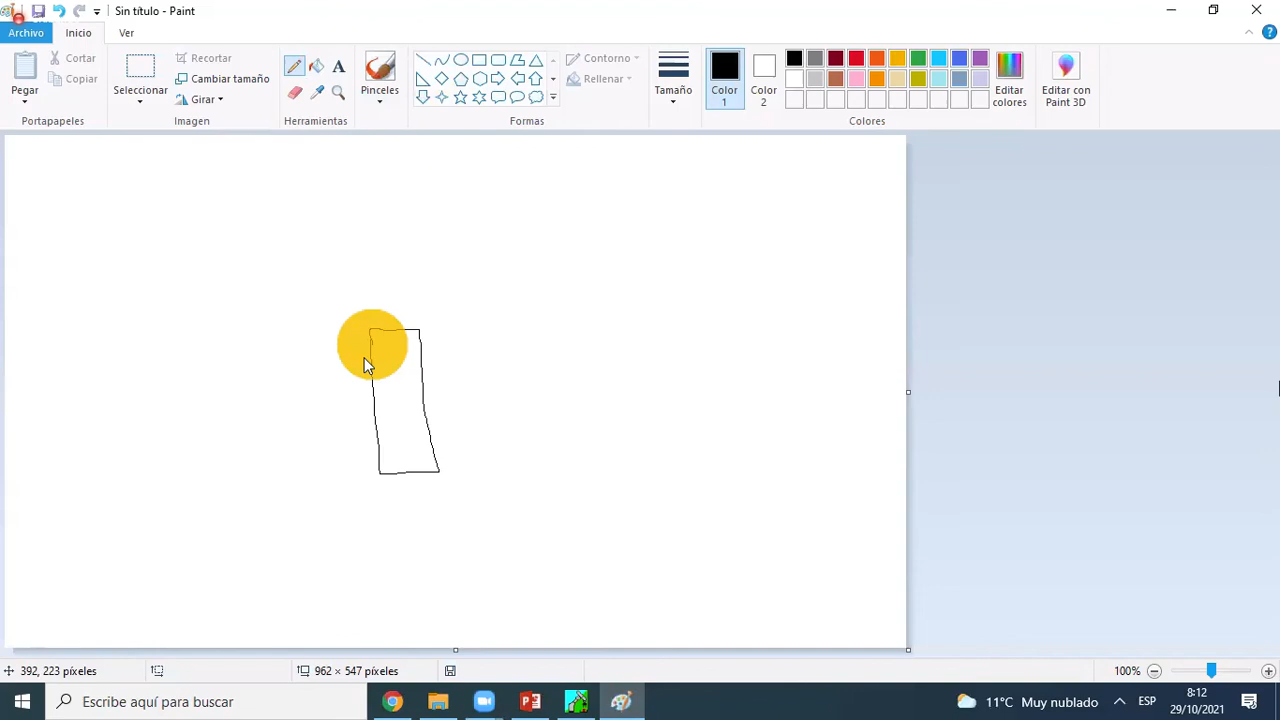 Sin título - Paint
Archivo Inicio Ver
Pegar
Cortar
Copiar
Portapapeles
Seleccionar
Recortar
Cambiar tamaño
Girar
Imagen
A
Herramientas
Pinceles
Contorno
Rellenar
Formas
Tamaño
Color
1
Color
2
Editar
colores
Colores
Editar con
Paint 3D
392, 223 píxeles 962 × 547 píxeles 100%
Escribe aquí para buscar
11°C Muy nublado ESP
8:12
29/10/2021